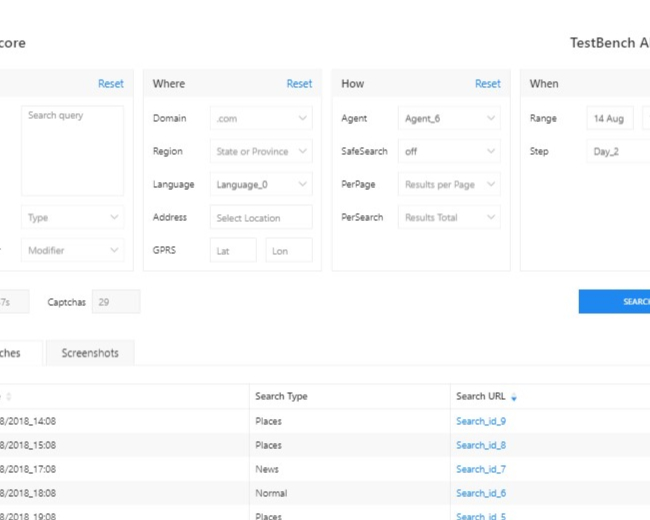 core TestBench A
Reset Where Reset How Reset When
Search query Domain .com Agent Agent_6 Range 14 Aug
Region State or Province SafeSearch off Step Day_2
Language Language_0 PerPage Results per Page
Type Address Select Location PerSearch Results Total
Modifier GPRS Lat Lon
7s Captchas 29 SEARC
ches Screenshots
Search Type Search URL
8/2018_14:08 Places Search_id_9
8/2018_15:08 Places Search_id_8
8/2018_17:08 News Search_id_7
8/2018_18:08 Normal Search_id_6
8/2018_19:08 Places Search_id_5